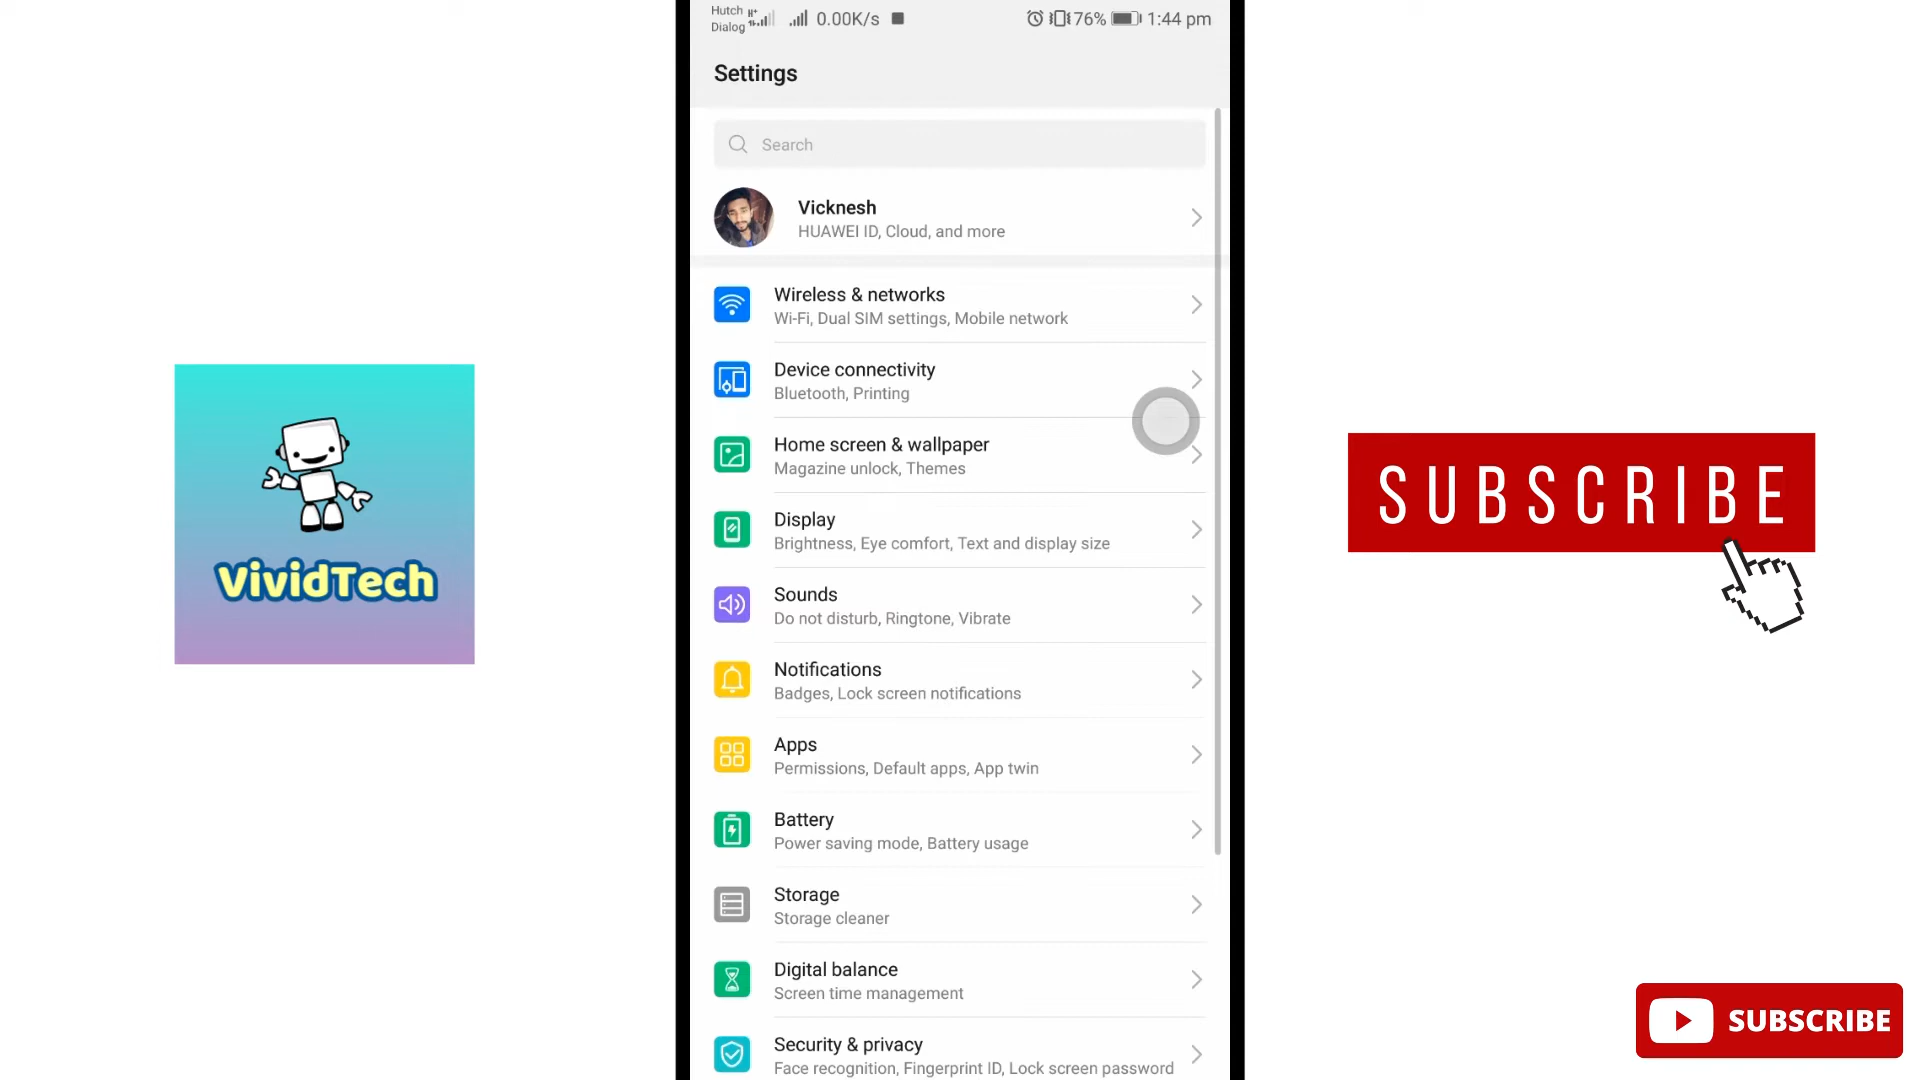 Hutch
Dialog
0.00K/s
76%
1:44 pm
Settings
Search
Vicknesh
HUAWEI ID, Cloud, and more
Wireless & networks
Wi-Fi, Dual SIM settings, Mobile network
Device connectivity
Bluetooth, Printing
Home screen & wallpaper
Magazine unlock, Themes
Display
Brightness, Eye comfort, Text and display size
Sounds
Do not disturb, Ringtone, Vibrate
Notifications
Badges, Lock screen notifications
Apps
Permissions, Default apps, App twin
Battery
Power saving mode, Battery usage
Storage
Storage cleaner
Digital balance
Screen time management
Security & privacy
Face recognition, Fingerprint ID, Lock screen password
VividTech
SUBSCRIBE
SUBSCRIBE